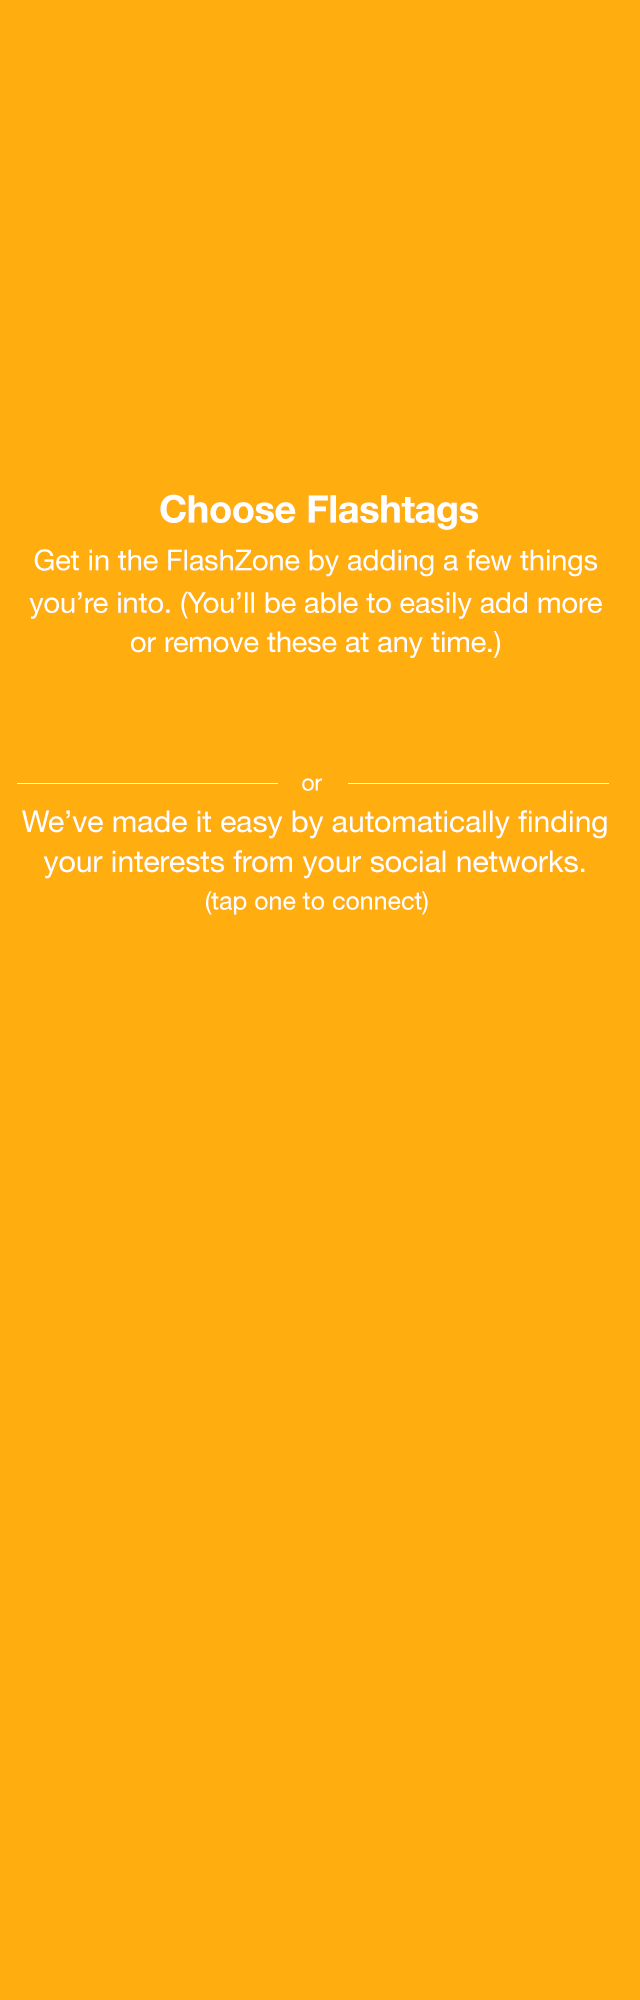 Choose Flashtags
Get in the FlashZone by adding a few things
you’re into. (You’ll be able to easily add more
or remove these at any time.)
or
We’ve made it easy by automatically finding
your interests from your social networks.
(tap one to connect)